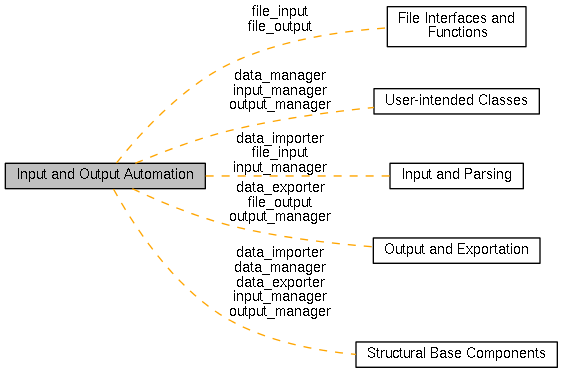 file_input
file_output
File Interfaces and
Functions
data_manager
input_manager
output_manager
User-intended Classes
data_importer
file_input
input_manager
Input and Output Automation
Input and Parsing
data_exporter
file_output
output_manager
Output and Exportation
data_importer
data_manager
data_exporter
input_manager
output_manager
Structural Base Components